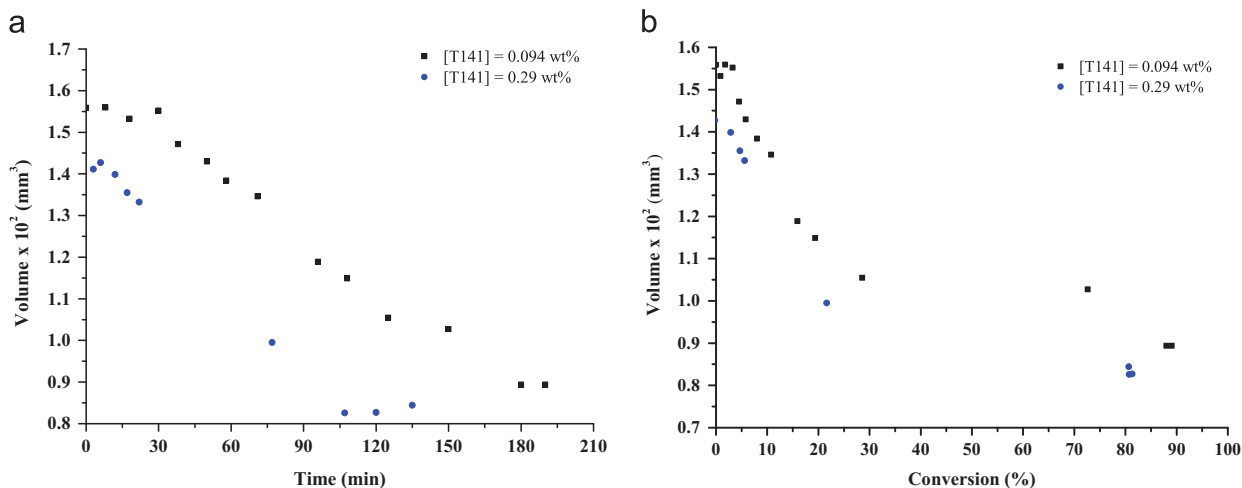 a
1.7
1.6
1.5
1.4
1.3
1.2
1.1
1.0
0.9
0.8
Volume x 10² (mm³)
[T141] = 0.094 wt%
[T141] = 0.29 wt%
0 30 60 90 120 150 180 210
Time (min)
b
1.6
1.5
1.4
1.3
1.2
1.1
1.0
0.9
0.8
0.7
Volume x 10² (mm³)
[T141] = 0.094 wt%
[T141] = 0.29 wt%
0 10 20 30 40 50 60 70 80 90 100
Conversion (%)